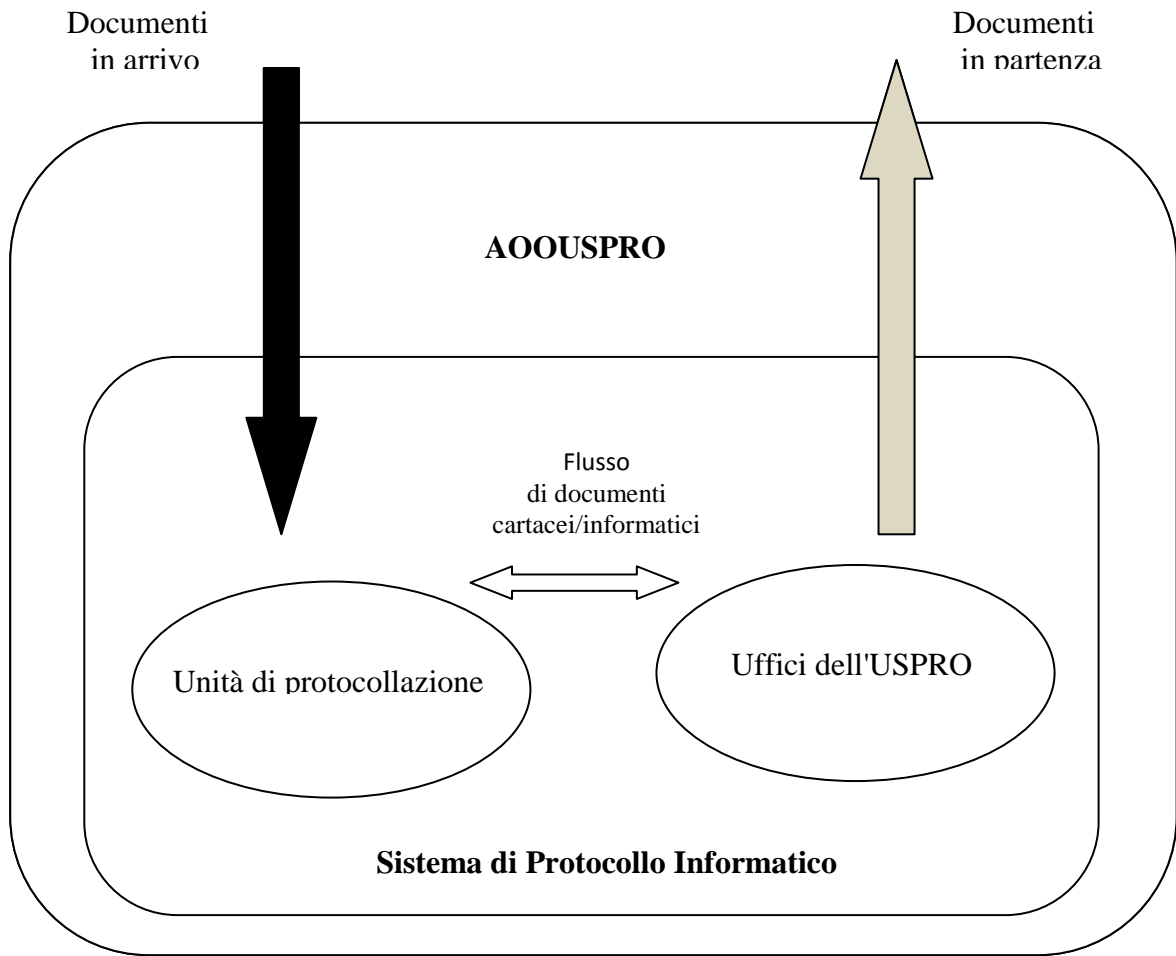 Documenti
in arrivo
Documenti
in partenza
AOOUSPRO
Flusso
di documenti
cartacei/informatici
Unità di protocollazione
Uffici dell'USPRO
Sistema di Protocollo Informatico